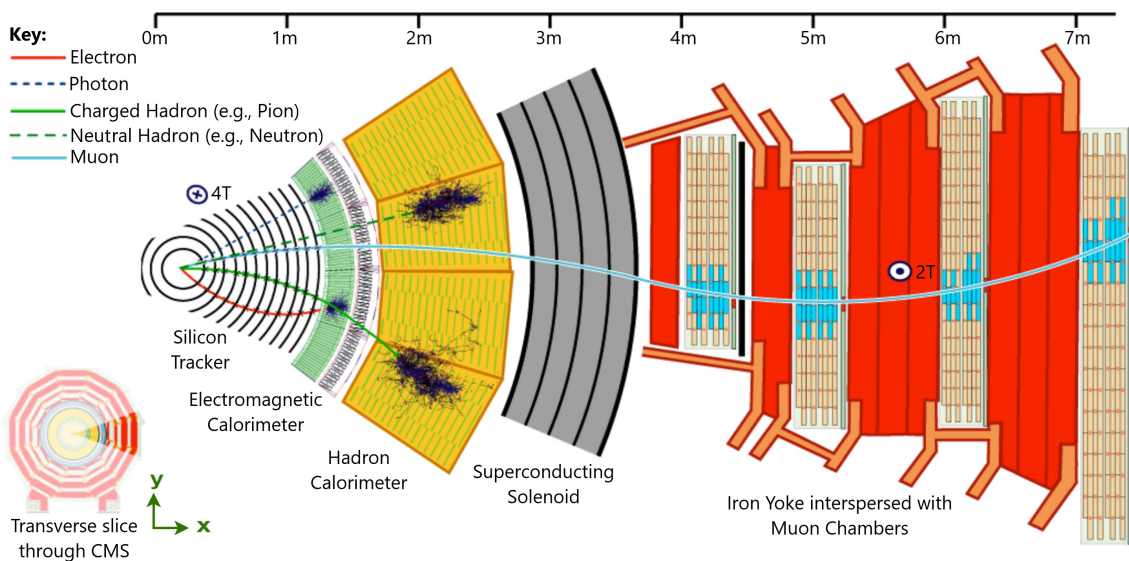 0m 1m 2m 3m 4m 5m 6m 7m
Key:
Electron
Photon
Charged Hadron (e.g., Pion)
Neutral Hadron (e.g., Neutron)
Muon
4T
2T
Silicon
Tracker
Electromagnetic
Calorimeter
Hadron
Calorimeter
Superconducting
Solenoid
Iron Yoke interspersed with
Muon Chambers
y
x
Transverse slice
through CMS